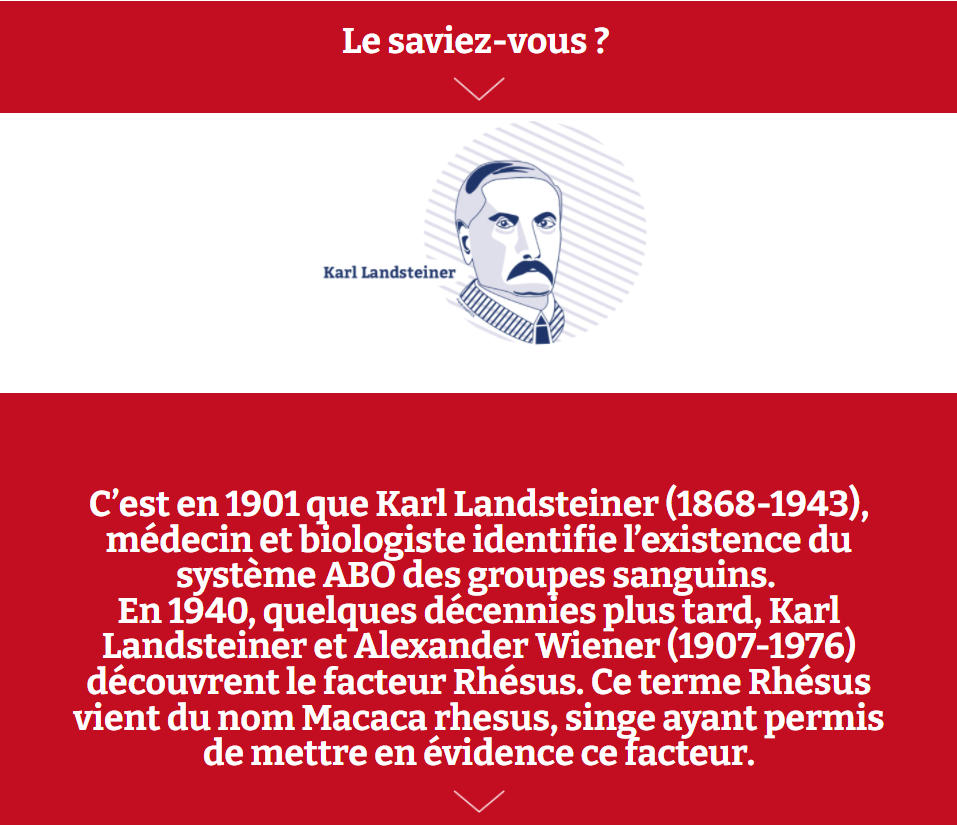 Le saviez-vous ?
Karl Landsteiner
C’est en 1901 que Karl Landsteiner (1868-1943),
médecin et biologiste identifie l’existence du
système ABO des groupes sanguins.
En 1940, quelques décennies plus tard, Karl
Landsteiner et Alexander Wiener (1907-1976)
découvrent le facteur Rhésus. Ce terme Rhésus
vient du nom Macaca rhesus, singe ayant permis
de mettre en évidence ce facteur.